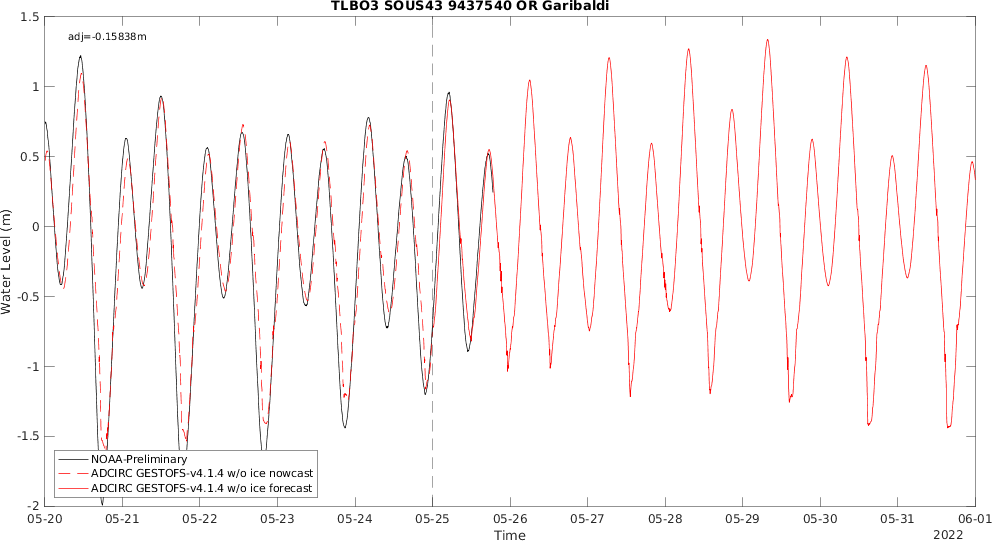 TLBO3 SOUS43 9437540 OR Garibaldi
adj=-0.15838m
1.5
1
0.5
0
-0.5
-1
-1.5
-2
Water Level (m)
NOAA-Preliminary
ADCIRC GESTOFS-v4.1.4 w/o ice nowcast
ADCIRC GESTOFS-v4.1.4 w/o ice forecast
05-20 05-21 05-22 05-23 05-24 05-25 05-26 05-27 05-28 05-29 05-30 05-31 06-01
Time
2022